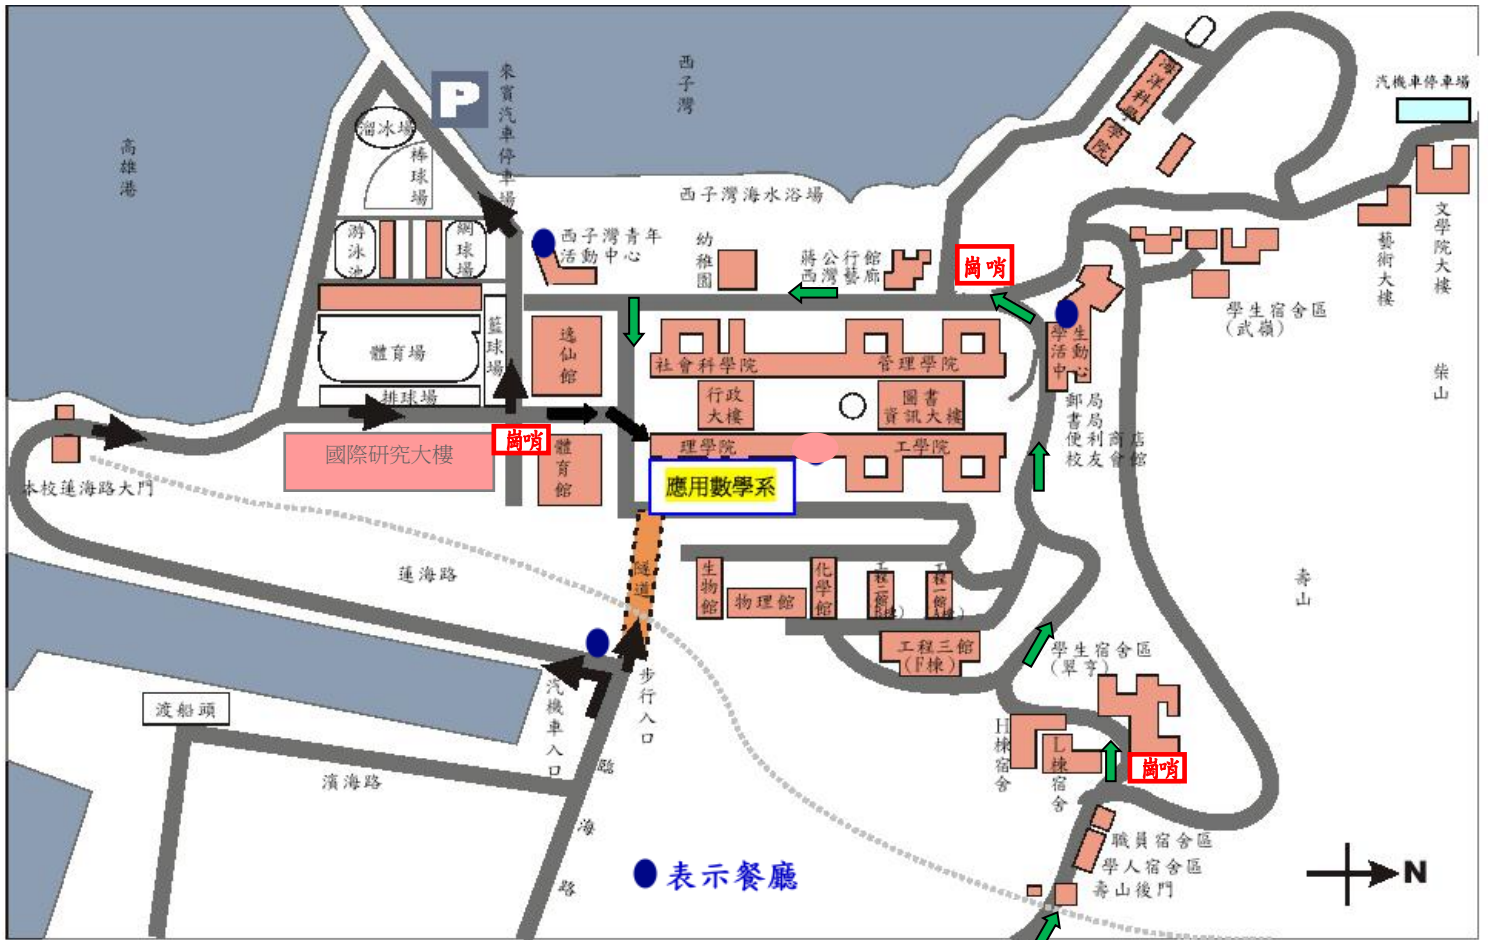 高雄港
西子灣
來賓汽車停車場
P
溜冰場
棒球場
游泳池
網球場
西子灣青年
活動中心
西子灣海水浴場
幼稚園
蔣公行館
西灣藝廊
崗哨
海洋科學學院
汽機車停車場
文學院大樓
藝術大樓
學生宿舍區
(武嶺)
柴山
體育場
籃球場
排球場
逸仙館
社會科學院
管理學院
行政
大樓
圖書
資訊大樓
學生
活動
中心
郵局
書局
便利商店
校友會館
國際研究大樓
崗哨
體育館
理學院
工學院
應用數學系
本校蓮海路大門
蓮海路
隧道
生物館
物理館
化學館
工程三館
(F棟)
壽山
學生宿舍區
(翠亨)
渡船頭
濱海路
汽機車入口
步行入口
臨海路
H棟宿舍
L棟宿舍
崗哨
職員宿舍區
學人宿舍區
壽山後門
表示餐廳
N